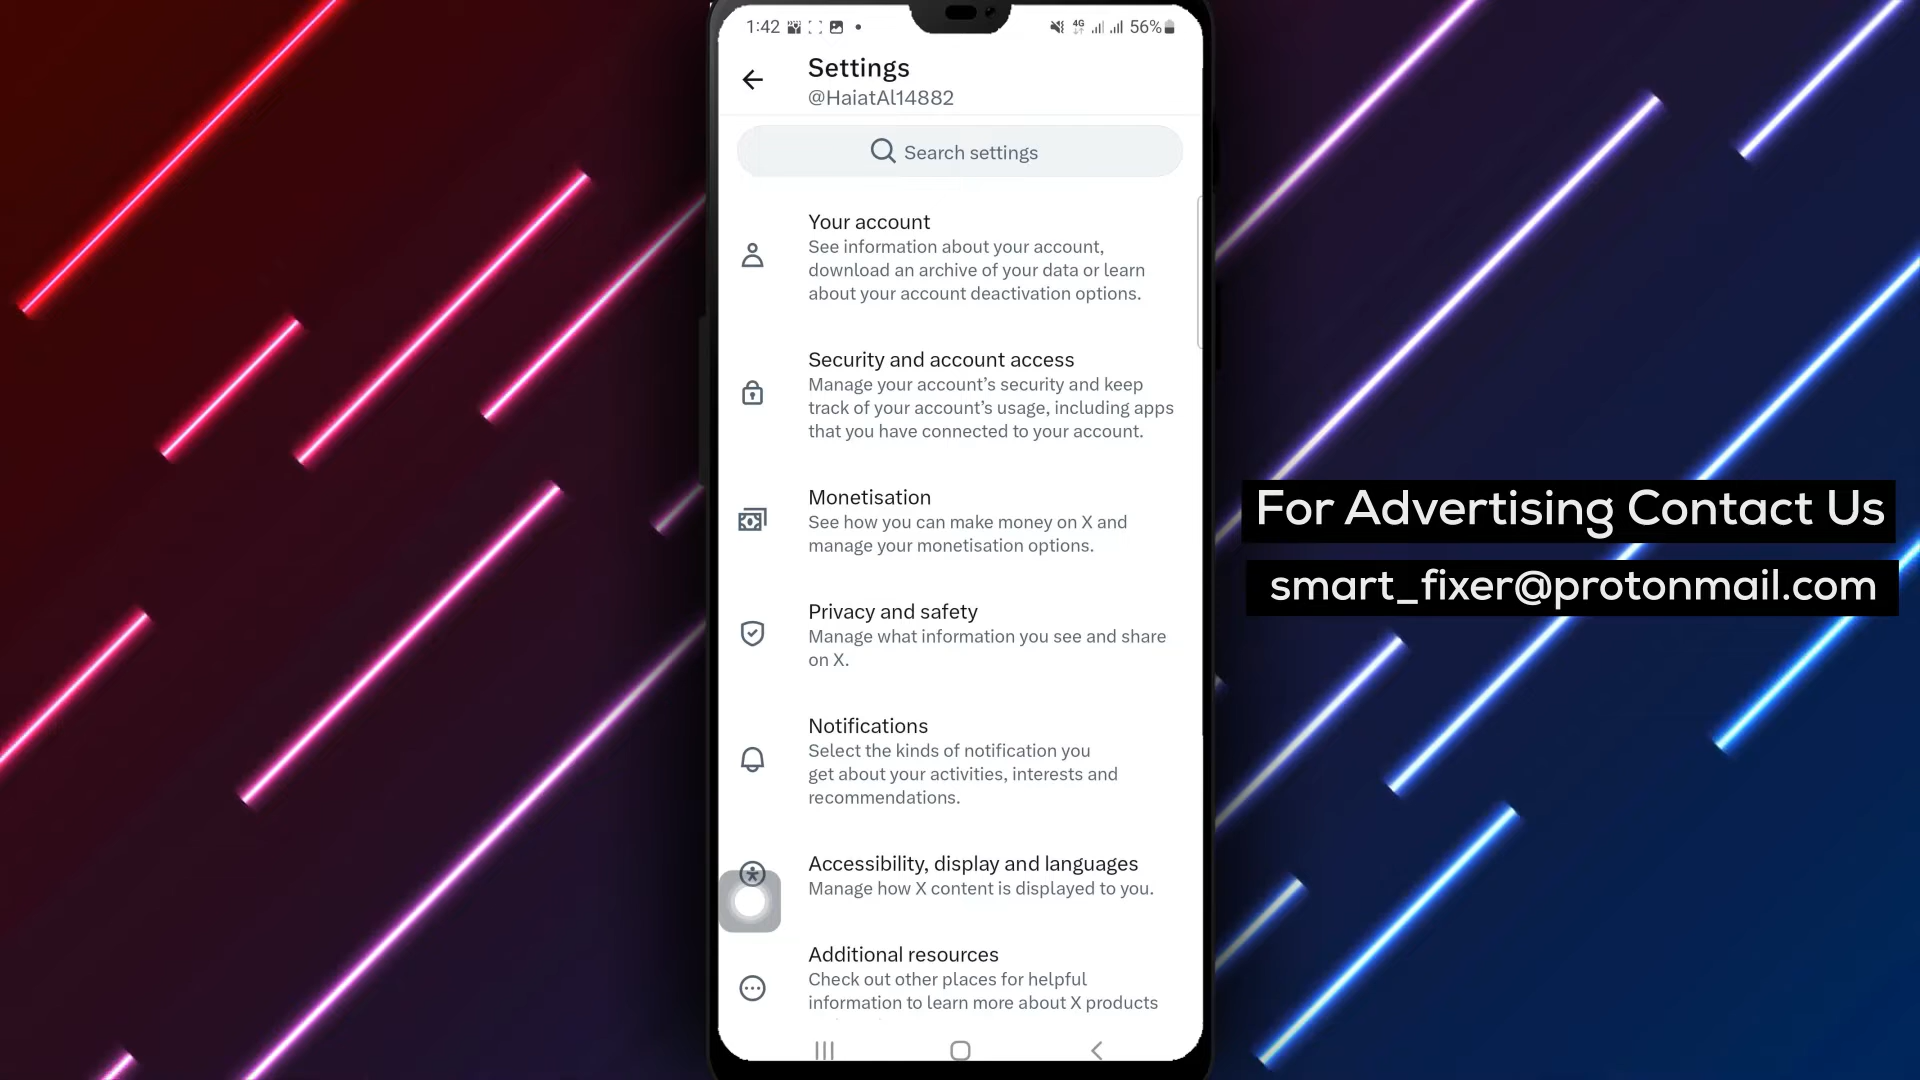 1:42
4G
56%
Settings
@HaiatAl14882
Search settings
Your account
See information about your account,
download an archive of your data or learn
about your account deactivation options.
Security and account access
Manage your account’s security and keep
track of your account’s usage, including apps
that you have connected to your account.
Monetisation
See how you can make money on X and
manage your monetisation options.
Privacy and safety
Manage what information you see and share
on X.
Notifications
Select the kinds of notification you
get about your activities, interests and
recommendations.
Accessibility, display and languages
Manage how X content is displayed to you.
Additional resources
Check out other places for helpful
information to learn more about X products
For Advertising Contact Us
smart_fixer@protonmail.com